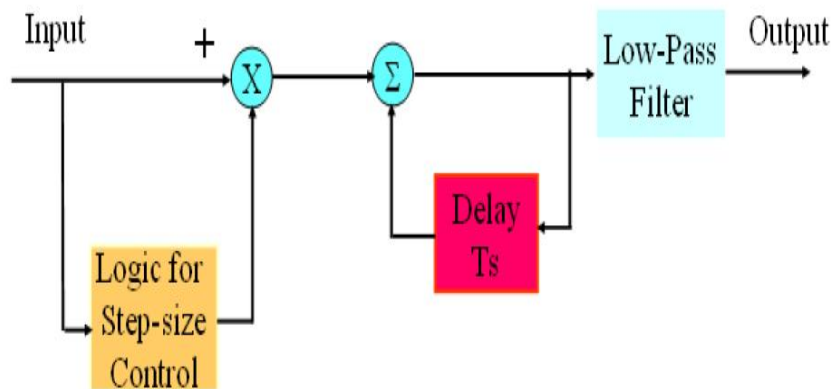 Input
+
X
Σ
Low-Pass
Filter
Output
Delay
Ts
Logic for
Step-size
Control